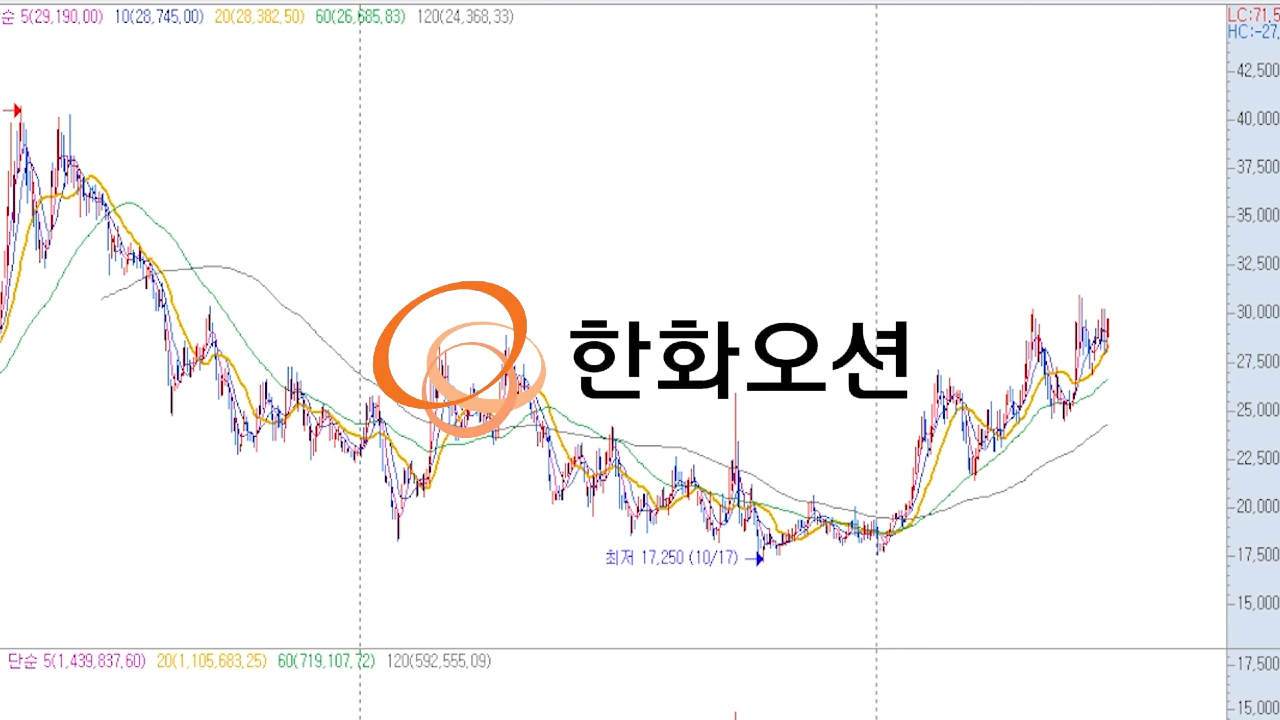 순 5(29,190,00) 10(28,745,00) 20(28,382,50) 60(26,685,83) 120(24,368,33)
LC:71,5
HC:-27,
42,500
40,000
37,500
35,000
32,500
30,000
27,500
25,000
22,500
20,000
17,500
15,000
한화오션
최저 17,250 (10/17)
단순 5(1,439,837,60) 20(1,105,683,25) 60(719,107,72) 120(592,555,09)
17,500
15,000